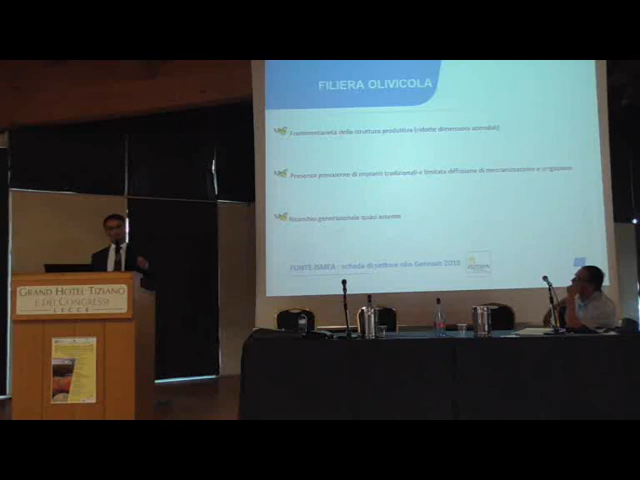 FILIERA OLIVICOLA
Frammentarietà della struttura produttiva (ridotte dimensioni aziendali)
Presenza prevalente di impianti tradizionali e limitata diffusione di meccanizzazione e irrigazione
Ricambio generazionale quasi assente
FONTE ISMEA - scheda di settore olio Gennaio 2019
GRAND HOTEL TIZIANO
E DEI CONGRESSI
LECCE